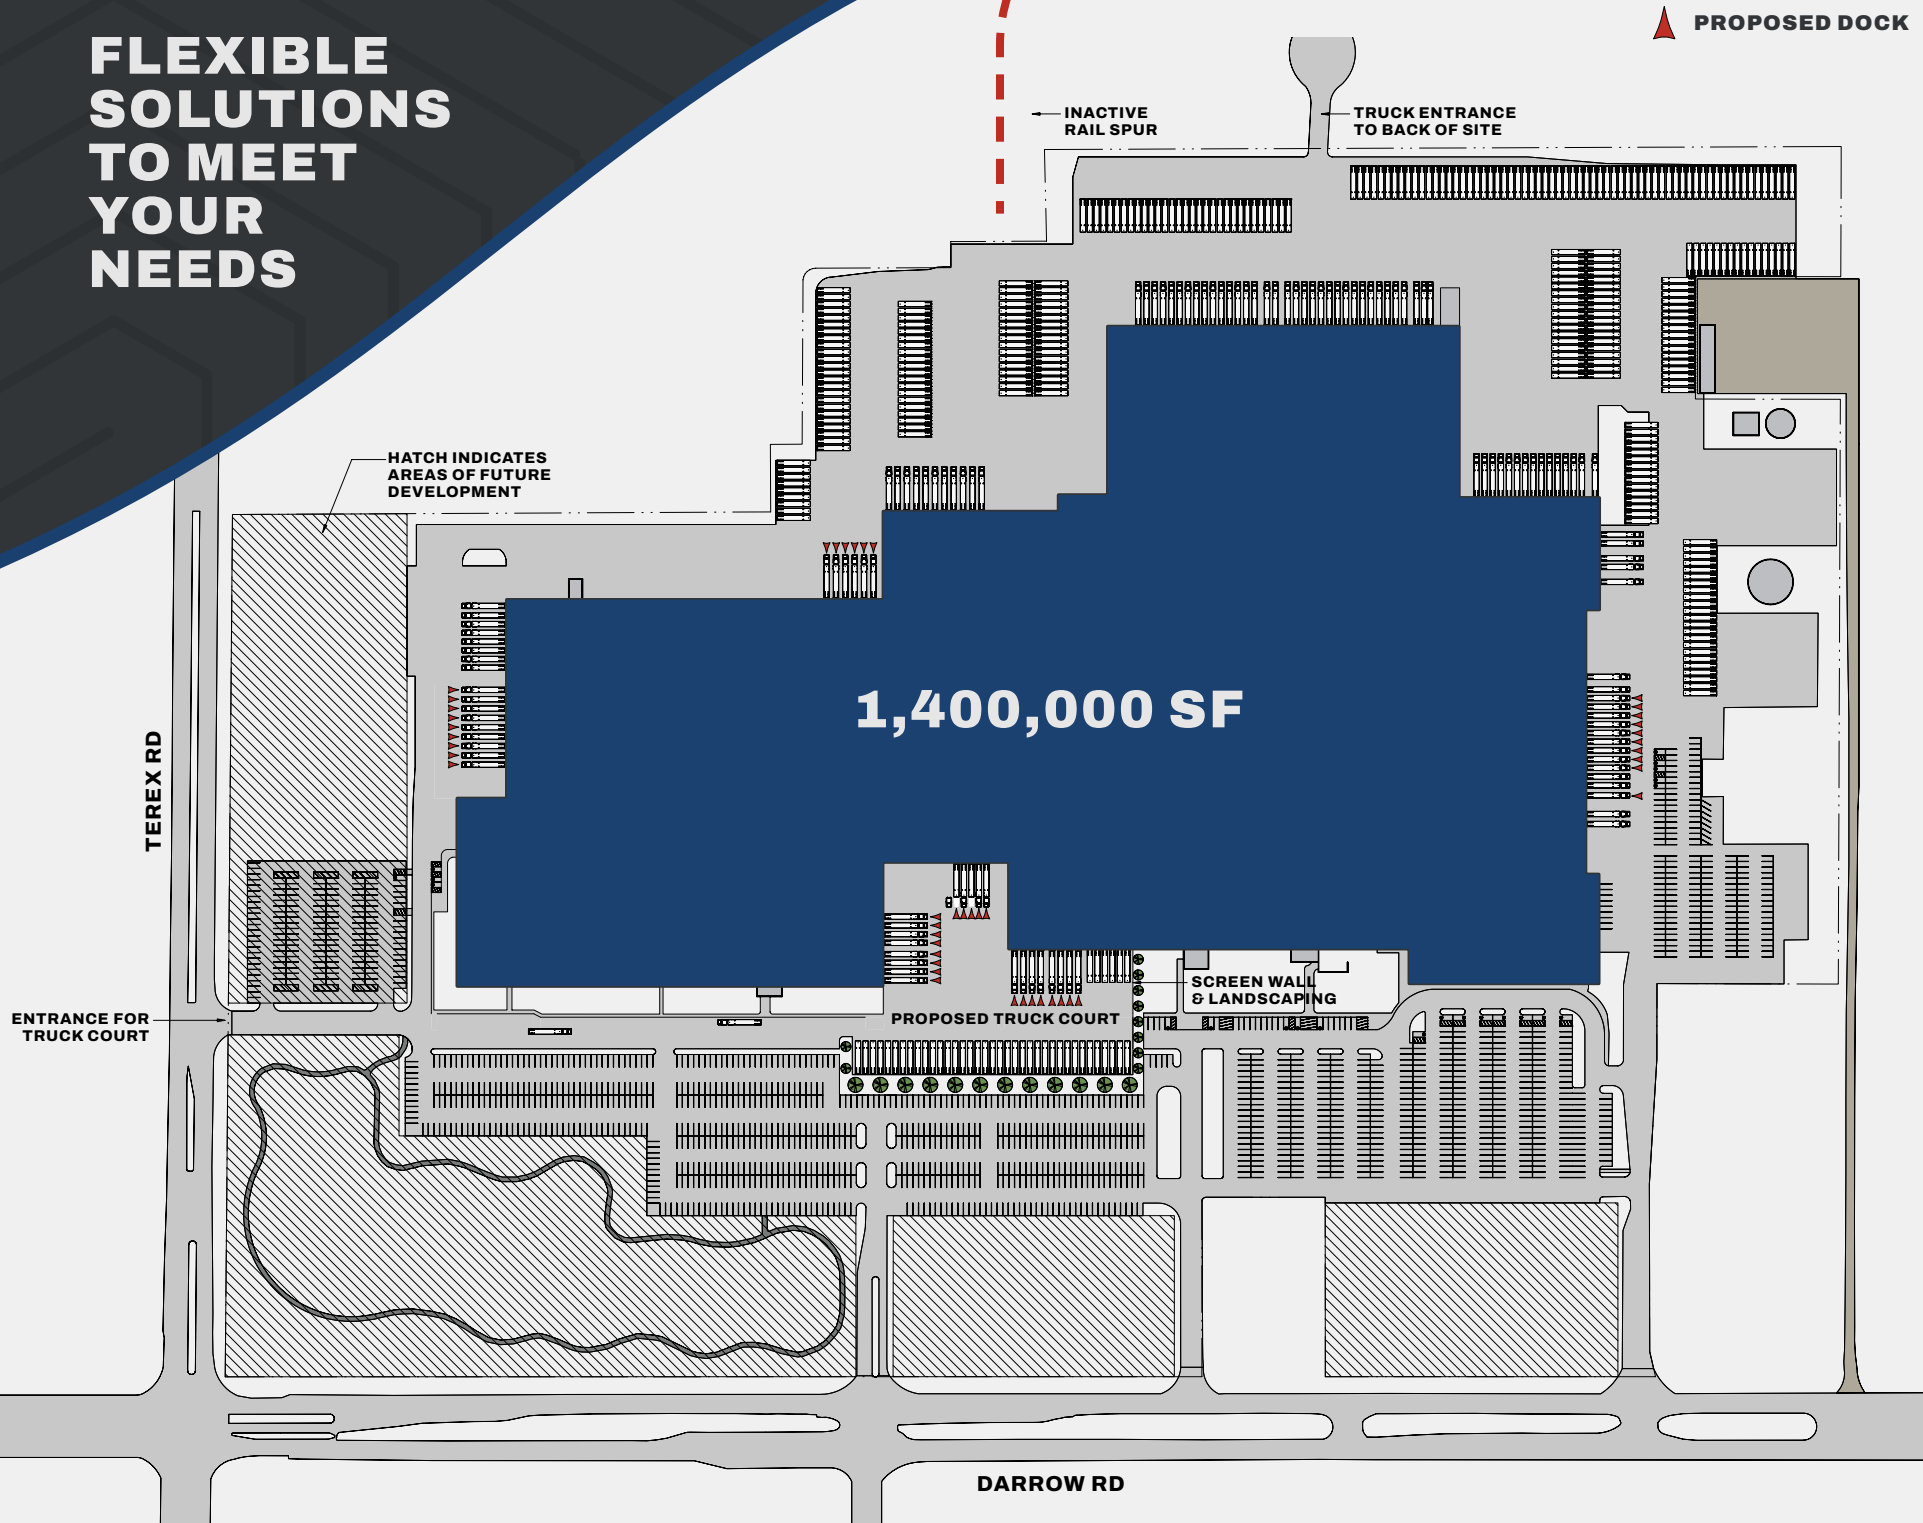 FLEXIBLE
SOLUTIONS
TO MEET
YOUR
NEEDS
PROPOSED DOCK
INACTIVE
RAIL SPUR
TRUCK ENTRANCE
TO BACK OF SITE
HATCH INDICATES
AREAS OF FUTURE
DEVELOPMENT
1,400,000 SF
TEREX RD
SCREEN WALL
& LANDSCAPING
PROPOSED TRUCK COURT
ENTRANCE FOR
TRUCK COURT
DARROW RD